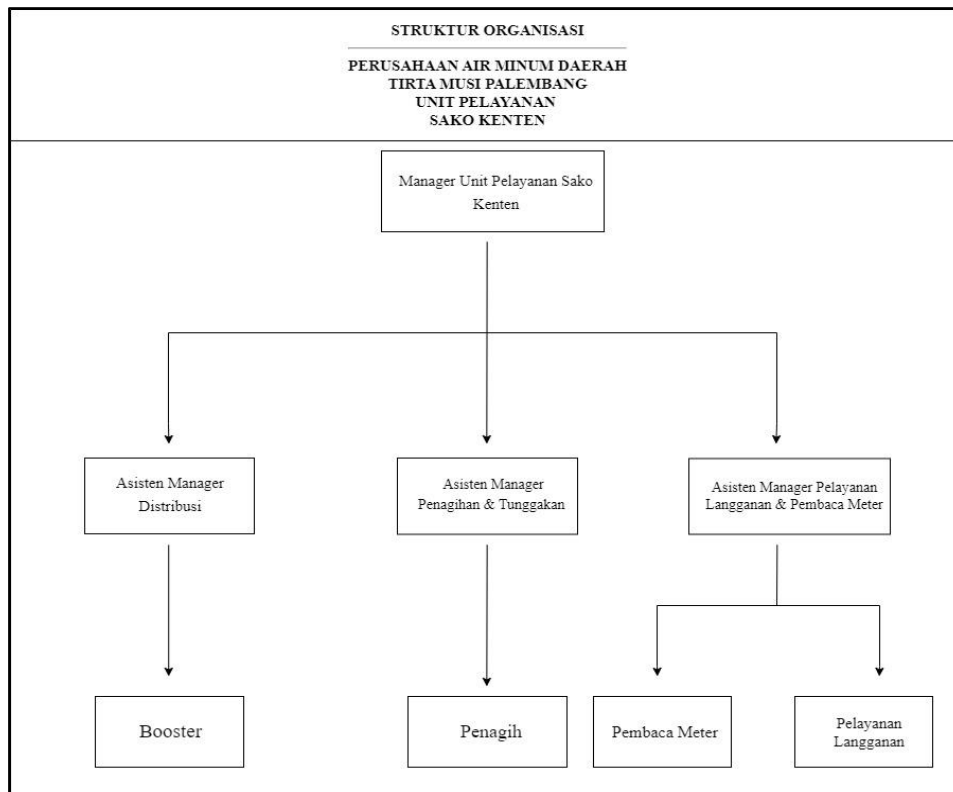 STRUKTUR ORGANISASI
PERUSAHAAN AIR MINUM DAERAH
TIRTA MUSI PALEMBANG
UNIT PELAYANAN
SAKO KENTEN
Manager Unit Pelayanan Sako
Kenten
Asisten Manager
Distribusi
Asisten Manager
Penagihan & Tunggakan
Asisten Manager Pelayanan
Langganan & Pembaca Meter
Booster
Penagih
Pembaca Meter
Pelayanan
Langganan